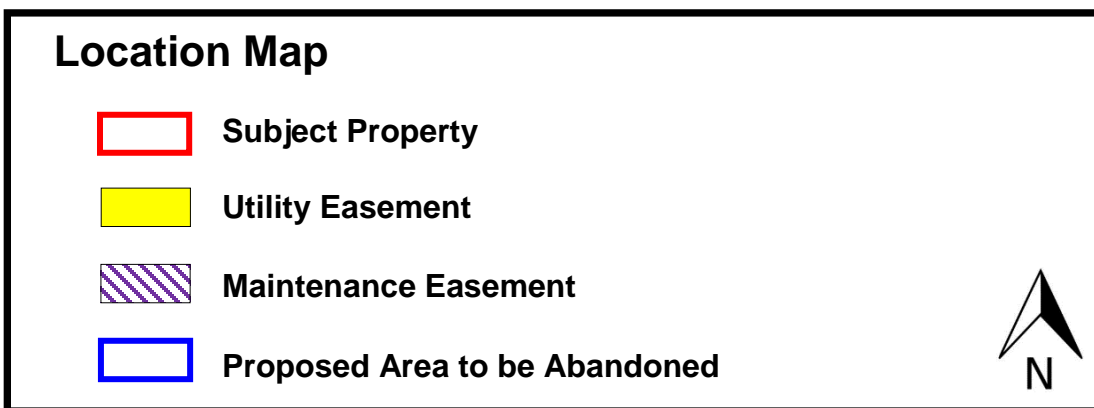 Location Map
Subject Property
Utility Easement
Maintenance Easement
Proposed Area to be Abandoned
N